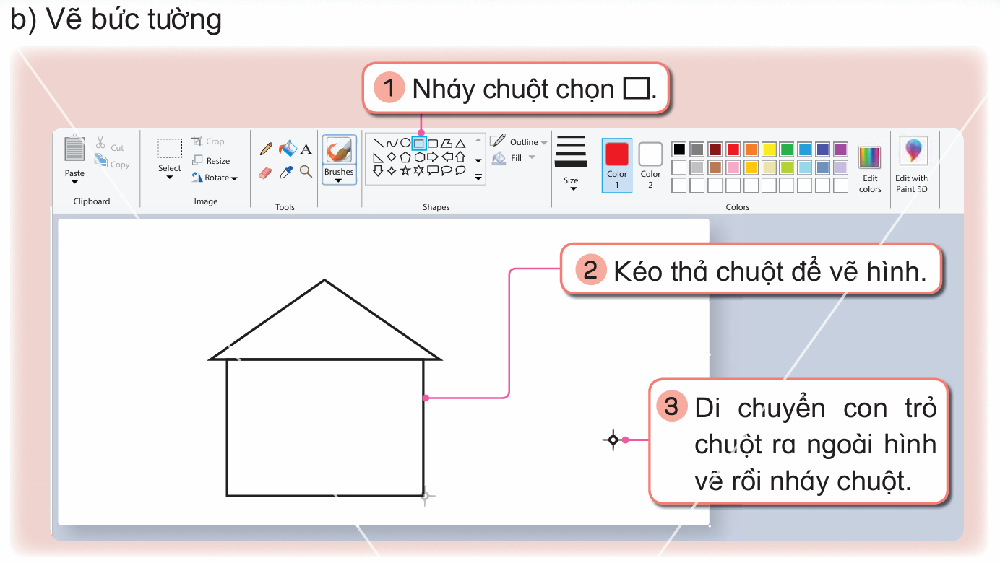 b) Vẽ bức tường
1 Nháy chuột chọn □.
Paste
Cut
Copy
Clipboard
Select
Crop
Resize
Rotate
Image
A
Tools
Brushes
Shapes
Outline
Fill
Size
Color 1
Color 2
Colors
Edit
colors
Edit with
Paint 3D
2 Kéo thả chuột để vẽ hình.
3 Di chuyển con trỏ
chuột ra ngoài hình
vẽ rồi nháy chuột.